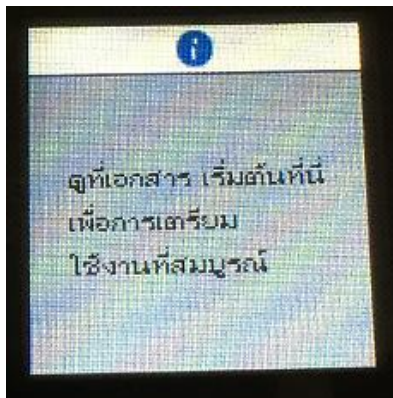 ดูที่เอกสาร เริ่มต้นที่นี่
เพื่อการเตรียม
ใช้งานที่สมบูรณ์